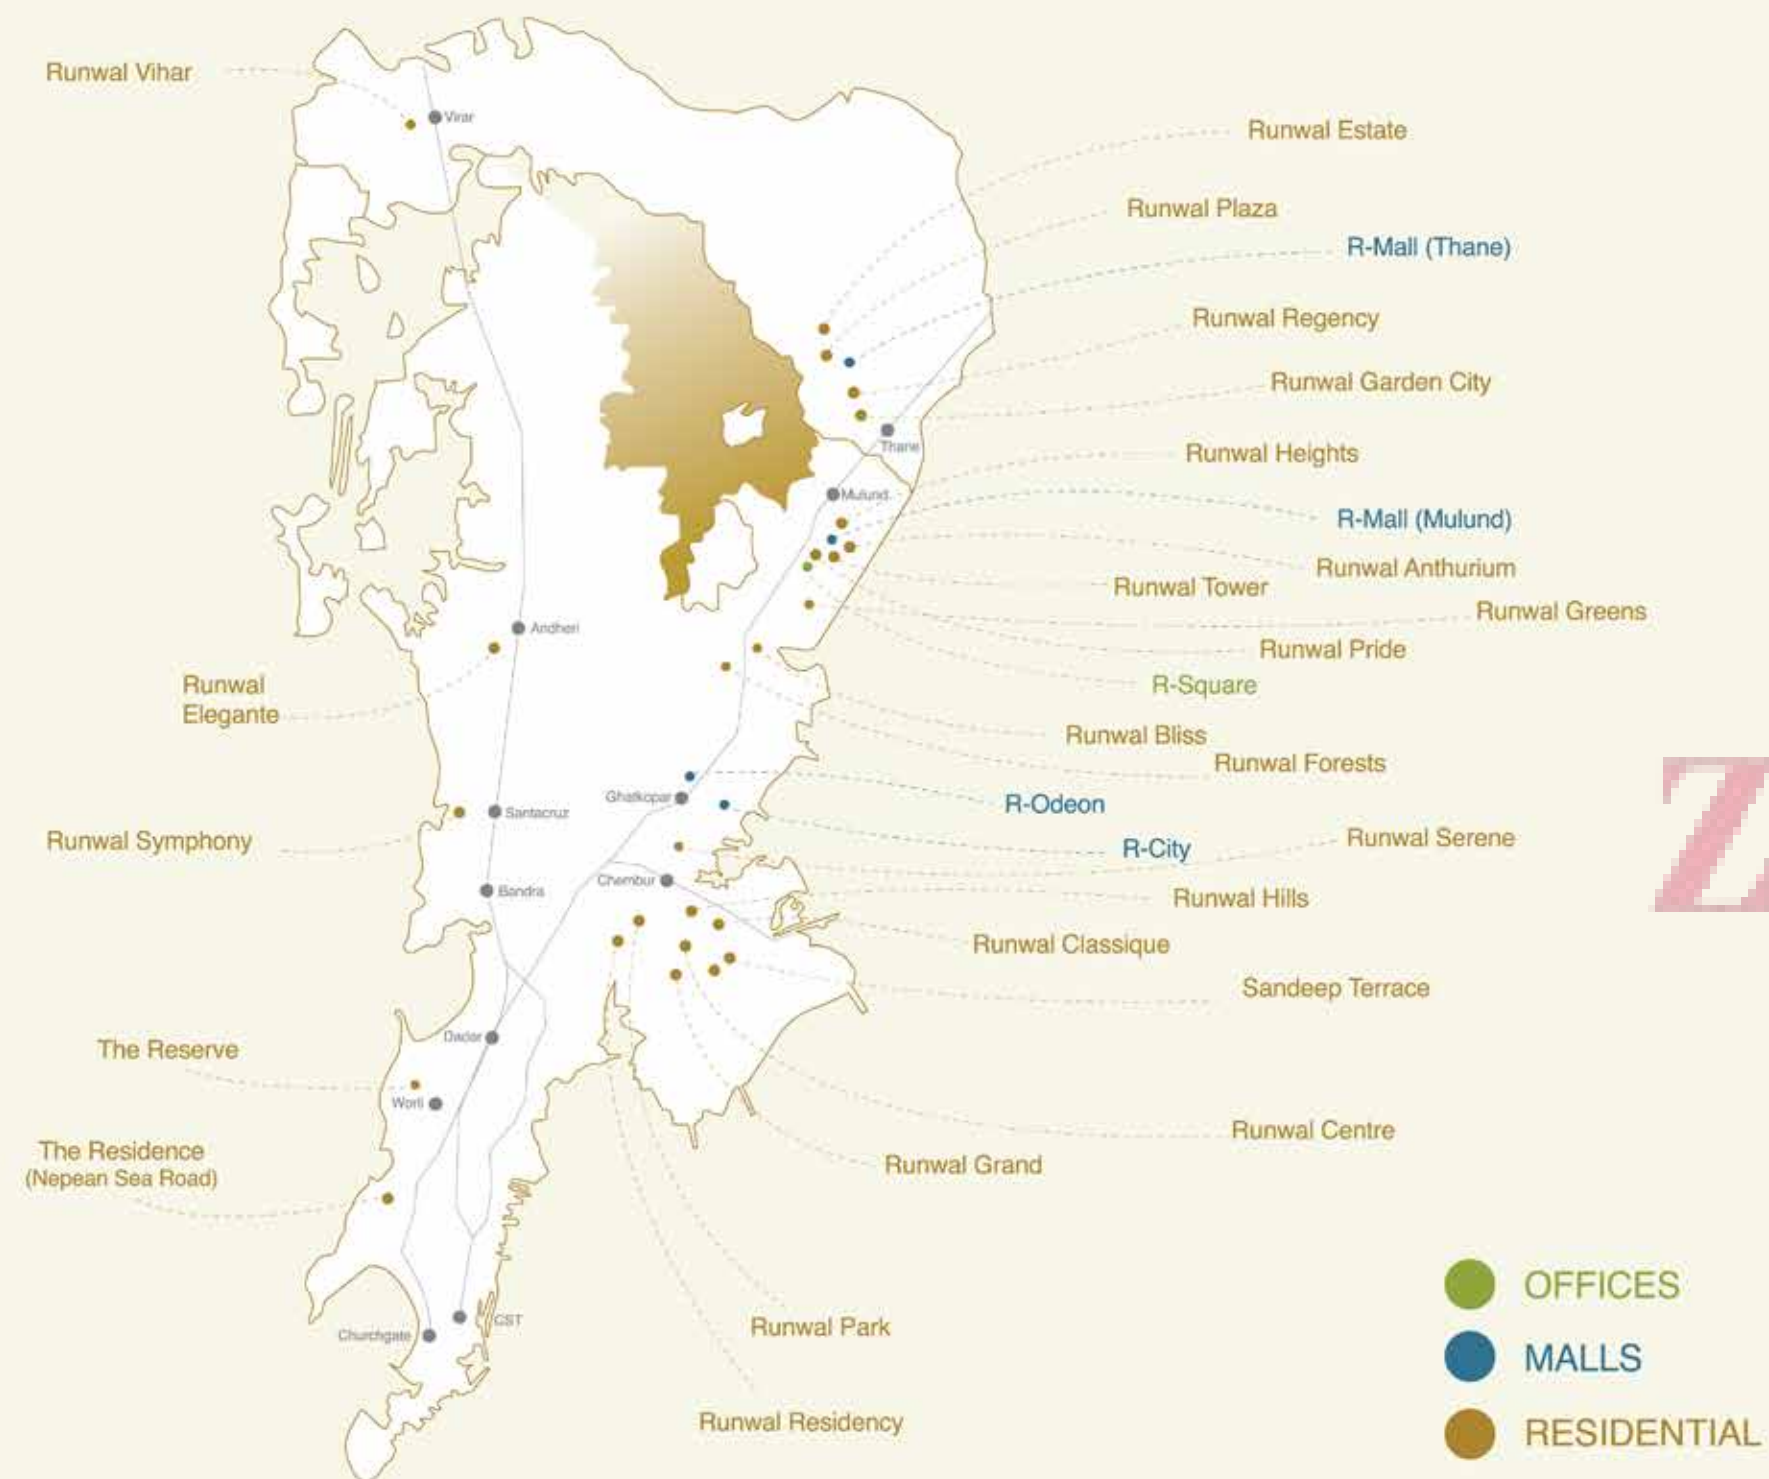 Runwal Vihar
Virar
Runwal Estate
Runwal Plaza
R-Mall (Thane)
Runwal Regency
Runwal Garden City
Thane
Runwal Heights
Mulund
R-Mall (Mulund)
Runwal Anthurium
Runwal Tower
Runwal Greens
Andheri
Runwal Pride
R-Square
Runwal
Elegante
Runwal Bliss
Runwal Forests
Ghatkopar
R-Odeon
Santacruz
Runwal Symphony
R-City
Runwal Serene
Chembur
Bandra
Runwal Hills
Runwal Classique
Sandeep Terrace
Dadar
The Reserve
Worli
Runwal Centre
The Residence
(Nepean Sea Road)
Runwal Grand
Churchgate
CST
Runwal Park
Runwal Residency
OFFICES
MALLS
RESIDENTIAL
Z